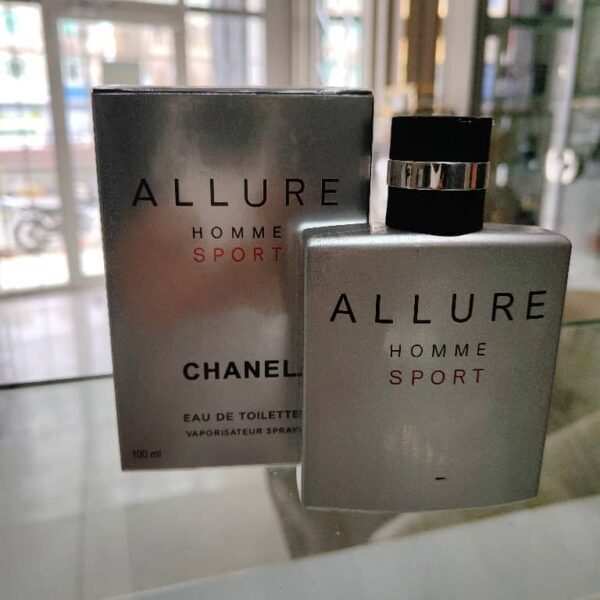 ALLURE
HOMME
SPORT
CHANEL
EAU DE TOILETTE
VAPORISATEUR SPRAY
100 ml
ALLURE
HOMME
SPORT